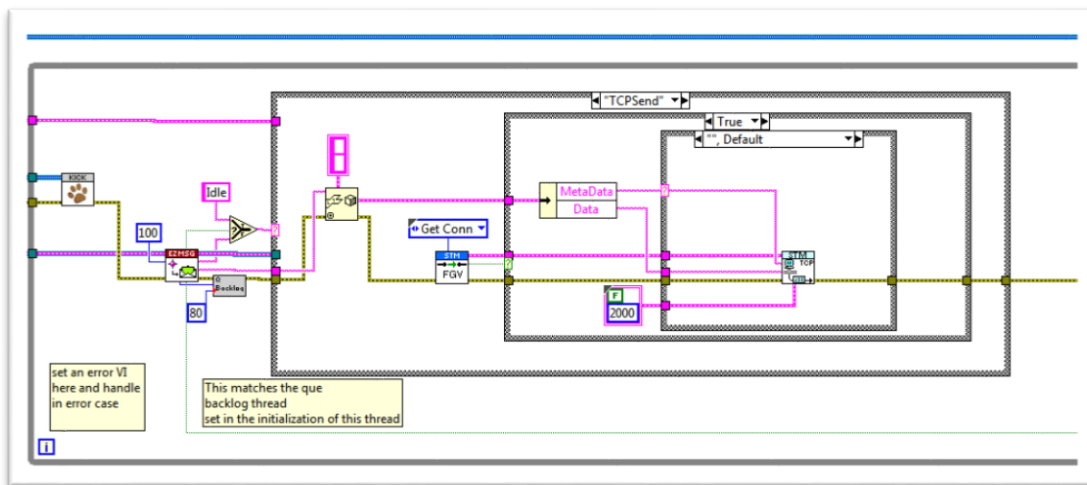 "TCPSend"
True
"", Default
KICK
Idle
MetaData
Data
100
Get Conn
EZMSG
STM
TCP
STM
FGV
Backlog
F
2000
80
set an error VI
here and handle
in error case
This matches the que
backlog thread
set in the initialization of this thread
i